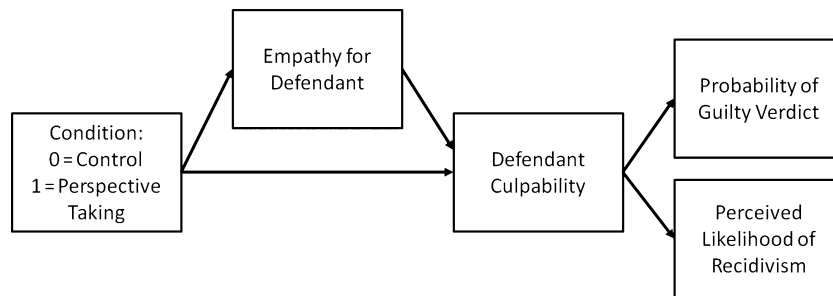 Empathy for
Defendant
Condition:
0 = Control
1 = Perspective
Taking
Defendant
Culpability
Probability of
Guilty Verdict
Perceived
Likelihood of
Recidivism